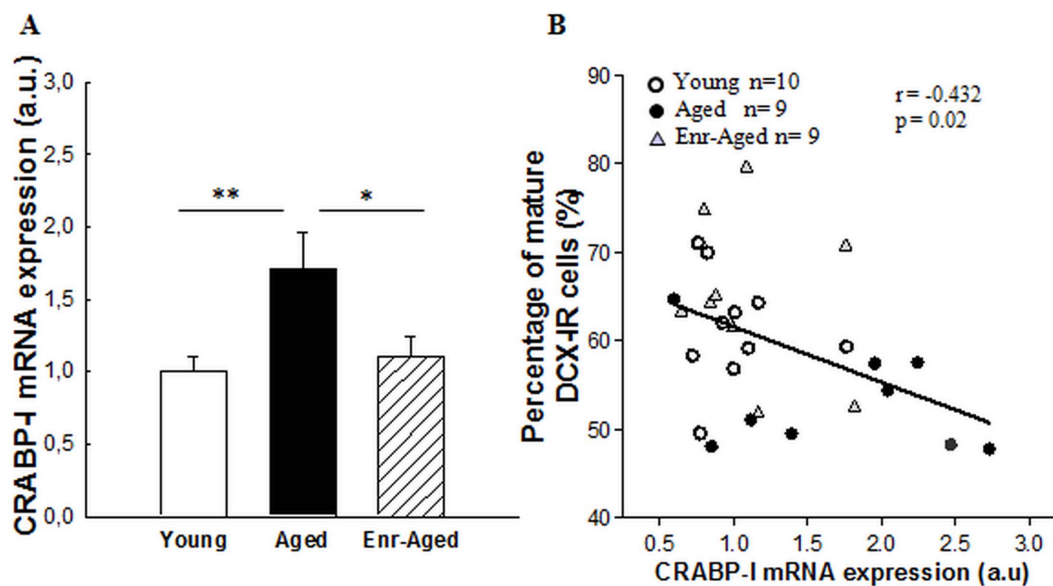 A
CRABP-I mRNA expression (a.u.)
3,0
2,5
2,0
1,5
1,0
0,5
0,0
**
*
Young Aged Enr-Aged
B
Percentage of mature
DCX-IR cells (%)
90
80
70
60
50
40
Young n=10
Aged n= 9
Enr-Aged n= 9
r= -0.432
p= 0.02
0.5 1.0 1.5 2.0 2.5 3.0
CRABP-I mRNA expression (a.u)